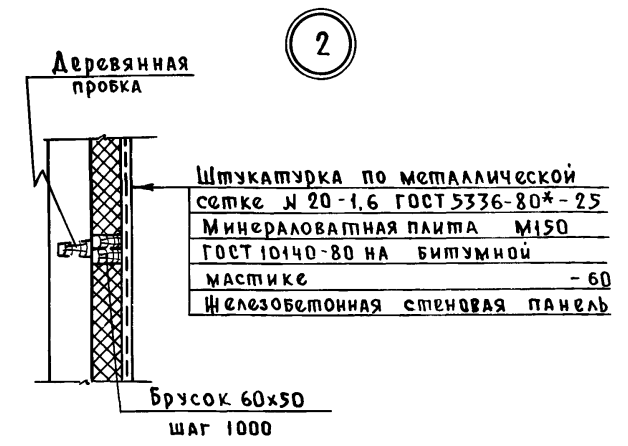 2
Деревянная
пробка
Штукатурка по металлической
сетке N 20-1,6 ГОСТ 5336-80*-25
Минераловатная плита М150
ГОСТ 10140-80 на битумной
мастике -60
Железобетонная стеновая панель
Брусок 60х50
шаг 1000